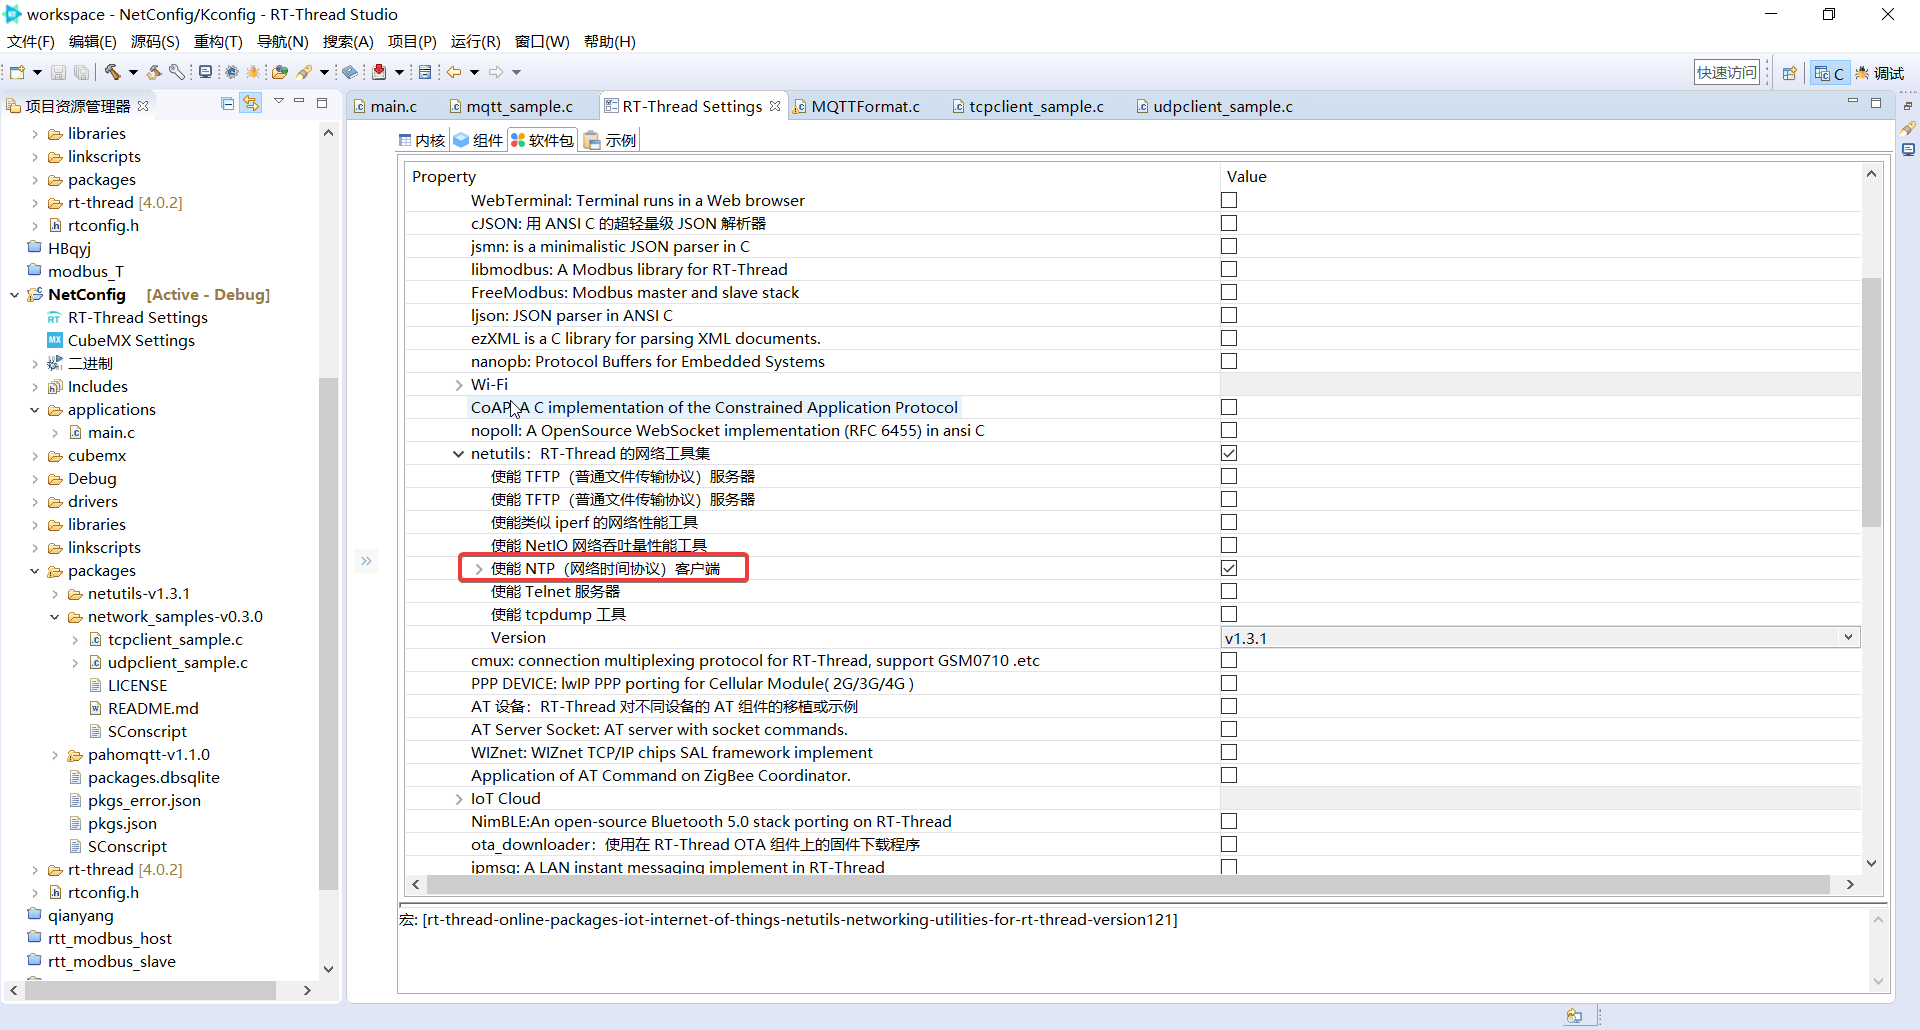 workspace - NetConfig/Kconfig - RT-Thread Studio
文件(F) 编辑(E) 源码(S) 重构(T) 导航(N) 搜索(A) 项目(P) 运行(R) 窗口(W) 帮助(H)
快速访问 C 调试
项目资源管理器
libraries
linkscripts
packages
rt-thread [4.0.2]
rtconfig.h
HBqyj
modbus_T
NetConfig [Active - Debug]
RT-Thread Settings
CubeMX Settings
二进制
Includes
applications
main.c
cubemx
Debug
drivers
libraries
linkscripts
packages
netutils-v1.3.1
network_samples-v0.3.0
tcpclient_sample.c
udpclient_sample.c
LICENSE
README.md
SConscript
pahomqtt-v1.1.0
packages.dbsqlite
pkgs_error.json
pkgs.json
SConscript
rt-thread [4.0.2]
rtconfig.h
qianyang
rtt_modbus_host
rtt_modbus_slave
main.c mqtt_sample.c RT-Thread Settings MQTTFormat.c tcpclient_sample.c udpclient_sample.c
内核 组件 软件包 示例
Property Value
WebTerminal: Terminal runs in a Web browser
cJSON: 用 ANSI C 的超轻量级 JSON 解析器
jsmn: is a minimalistic JSON parser in C
libmodbus: A Modbus library for RT-Thread
FreeModbus: Modbus master and slave stack
ljson: JSON parser in ANSI C
ezXML is a C library for parsing XML documents.
nanopb: Protocol Buffers for Embedded Systems
Wi-Fi
CoAP: A C implementation of the Constrained Application Protocol
nopoll: A OpenSource WebSocket implementation (RFC 6455) in ansi C
netutils：RT-Thread 的网络工具集
使能 TFTP（普通文件传输协议）服务器
使能 TFTP（普通文件传输协议）服务器
使能类似 iperf 的网络性能工具
使能 NetIO 网络吞吐量性能工具
使能 NTP（网络时间协议）客户端
使能 Telnet 服务器
使能 tcpdump 工具
Version v1.3.1
cmux: connection multiplexing protocol for RT-Thread, support GSM0710 .etc
PPP DEVICE: lwIP PPP porting for Cellular Module( 2G/3G/4G )
AT 设备：RT-Thread 对不同设备的 AT 组件的移植或示例
AT Server Socket: AT server with socket commands.
WIZnet: WIZnet TCP/IP chips SAL framework implement
Application of AT Command on ZigBee Coordinator.
IoT Cloud
NimBLE:An open-source Bluetooth 5.0 stack porting on RT-Thread
ota_downloader：使用在 RT-Thread OTA 组件上的固件下载程序
ipmsg: A LAN instant messaging implement in RT-Thread
宏: [rt-thread-online-packages-iot-internet-of-things-netutils-networking-utilities-for-rt-thread-version121]